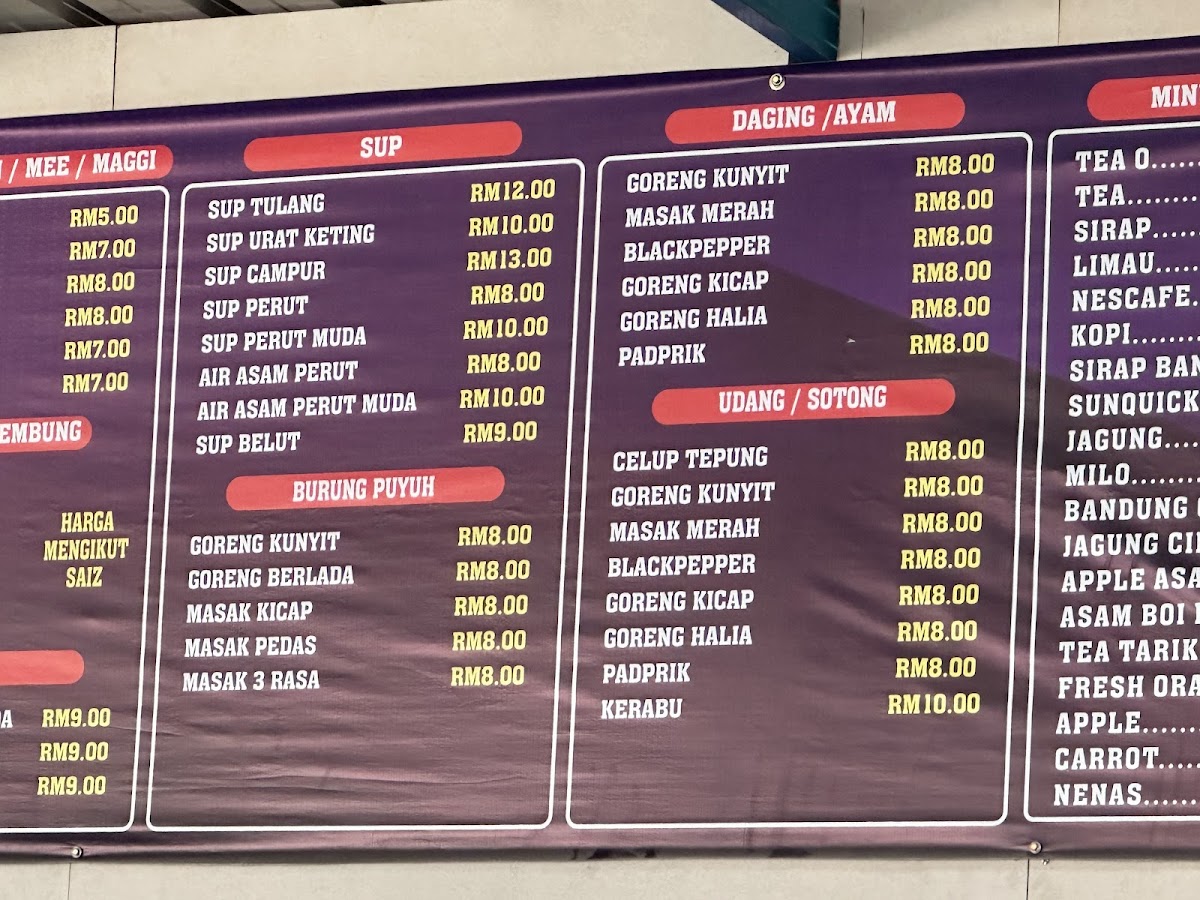 / MEE / MAGGI
RM5.00
RM7.00
RM8.00
RM8.00
RM7.00
RM7.00
HARGA
MENGIKUT
SAIZ
RM9.00
RM9.00
RM9.00
SUP
SUP TULANG RM12.00
SUP URAT KETING RM10.00
SUP CAMPUR RM13.00
SUP PERUT RM8.00
SUP PERUT MUDA RM10.00
AIR ASAM PERUT RM8.00
AIR ASAM PERUT MUDA RM10.00
SUP BELUT RM9.00
BURUNG PUYUH
GORENG KUNYIT RM8.00
GORENG BERLADA RM8.00
MASAK KICAP RM8.00
MASAK PEDAS RM8.00
MASAK 3 RASA RM8.00
DAGING /AYAM
GORENG KUNYIT RM8.00
MASAK MERAH RM8.00
BLACKPEPPER RM8.00
GORENG KICAP RM8.00
GORENG HALIA RM8.00
PADPRIK RM8.00
UDANG / SOTONG
CELUP TEPUNG RM8.00
GORENG KUNYIT RM8.00
MASAK MERAH RM8.00
BLACKPEPPER RM8.00
GORENG KICAP RM8.00
GORENG HALIA RM8.00
PADPRIK RM8.00
KERABU RM10.00
TEA O.....
TEA........
SIRAP.....
LIMAU.....
NESCAFE.
KOPI........
SIRAP
SUNQUICK
JAGUNG....
MILO........
BANDUNG
JAGUNG
APPLE
ASAM BOI
TEA TARIK
FRESH
APPLE.......
CARROT.....
NENAS.......